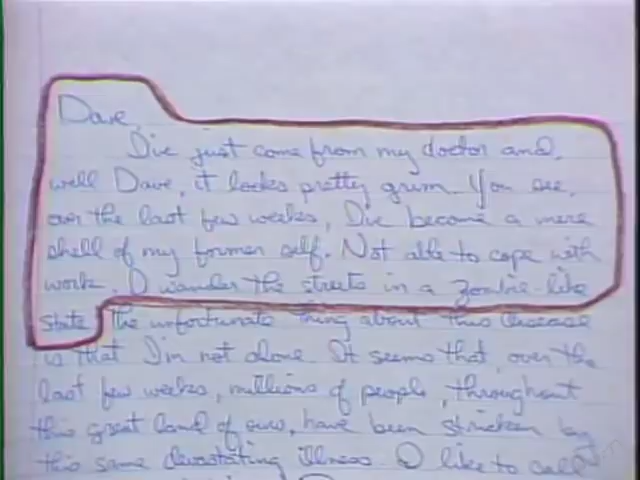 Dave,
I've just come from my doctor and,
well Dave, it looks pretty grim. You see,
over the last few weeks, I've become a mere
shell of my former self. Not able to cope with
work. I wander the streets in a zombie-like
state. The unfortunate thing about this disease
is that I'm not alone. It seems that, over the
last few weeks, millions of people, throughout
this great land of ours, have been stricken by
this same devastating illness. I like to call